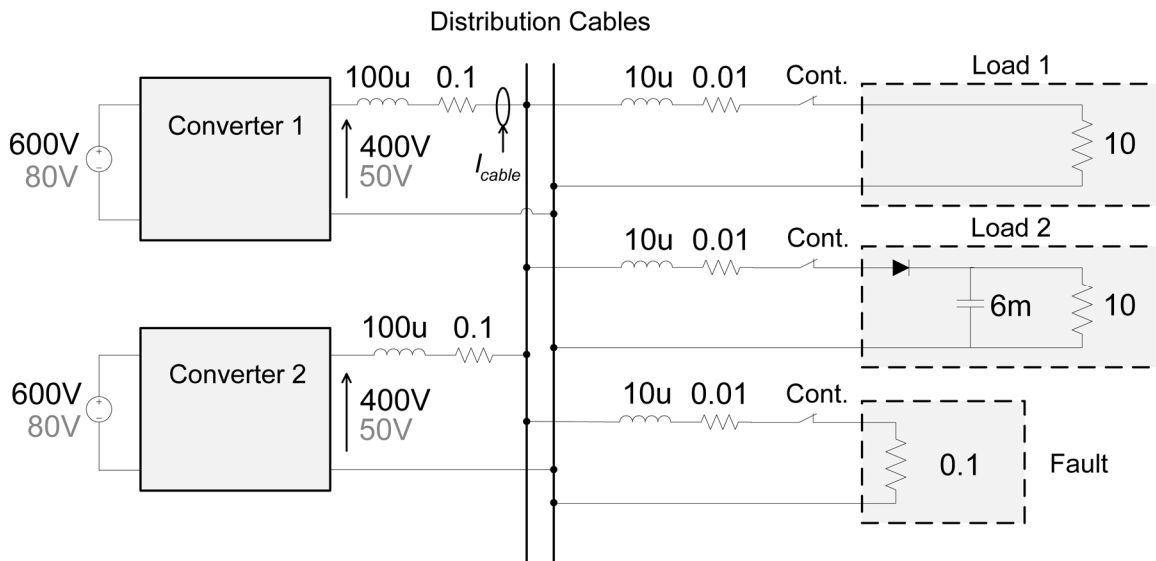 Distribution Cables
100u 0.1
10u 0.01 Cont.
Load 1
Converter 1
600V
80V
400V
50V
I cable
10
10u 0.01 Cont.
Load 2
6m
10
100u 0.1
Converter 2
600V
80V
400V
50V
10u 0.01 Cont.
0.1
Fault